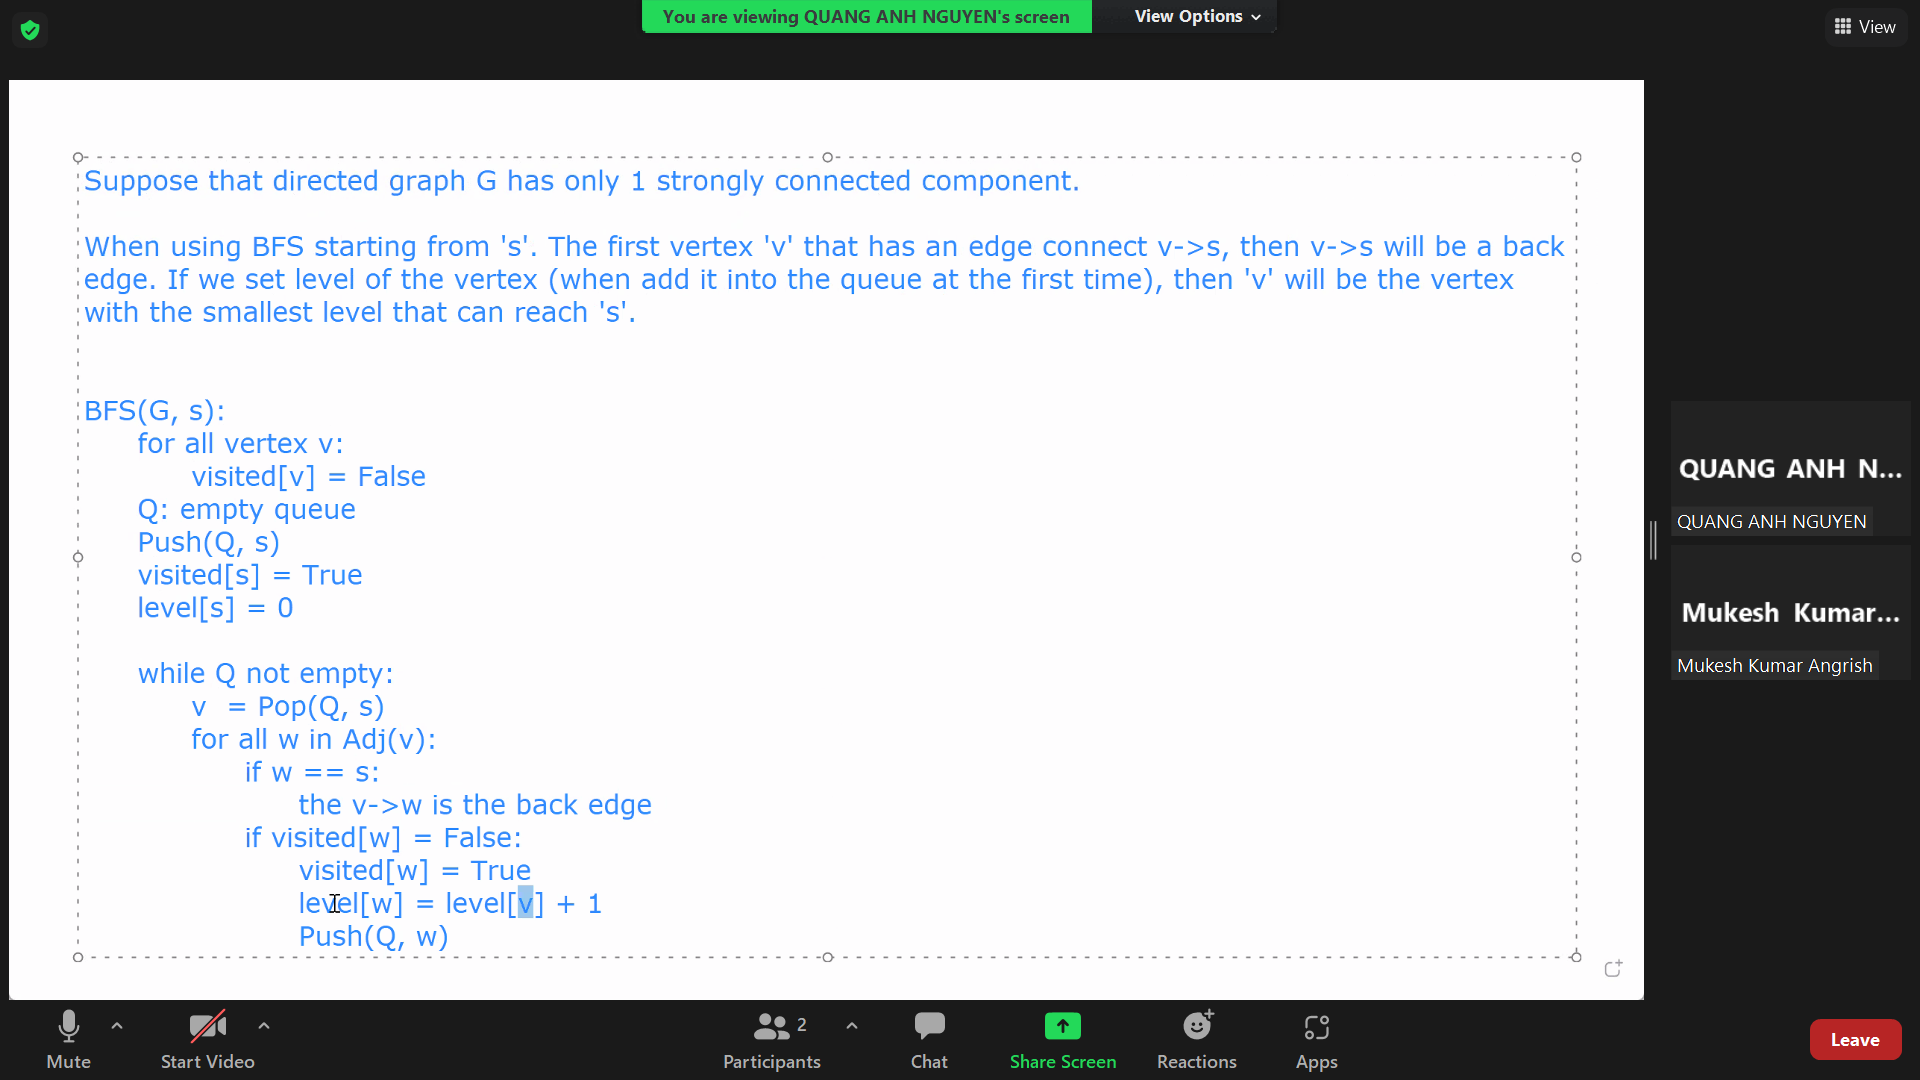 You are viewing QUANG ANH NGUYEN's screen
View Options
View
Suppose that directed graph G has only 1 strongly connected component.
When using BFS starting from 's'. The first vertex 'v' that has an edge connect v->s, then v->s will be a back
edge. If we set level of the vertex (when add it into the queue at the first time), then 'v' will be the vertex
with the smallest level that can reach 's'.
BFS(G, s):
for all vertex v:
visited[v] = False
Q: empty queue
Push(Q, s)
visited[s] = True
level[s] = 0
while Q not empty:
v = Pop(Q, s)
for all w in Adj(v):
if w == s:
the v->w is the back edge
if visited[w] = False:
visited[w] = True
level[w] = level[v] + 1
Push(Q, w)
QUANG ANH N...
QUANG ANH NGUYEN
Mukesh Kumar...
Mukesh Kumar Angrish
Mute
Start Video
2
Participants
Chat
Share Screen
Reactions
Apps
Leave